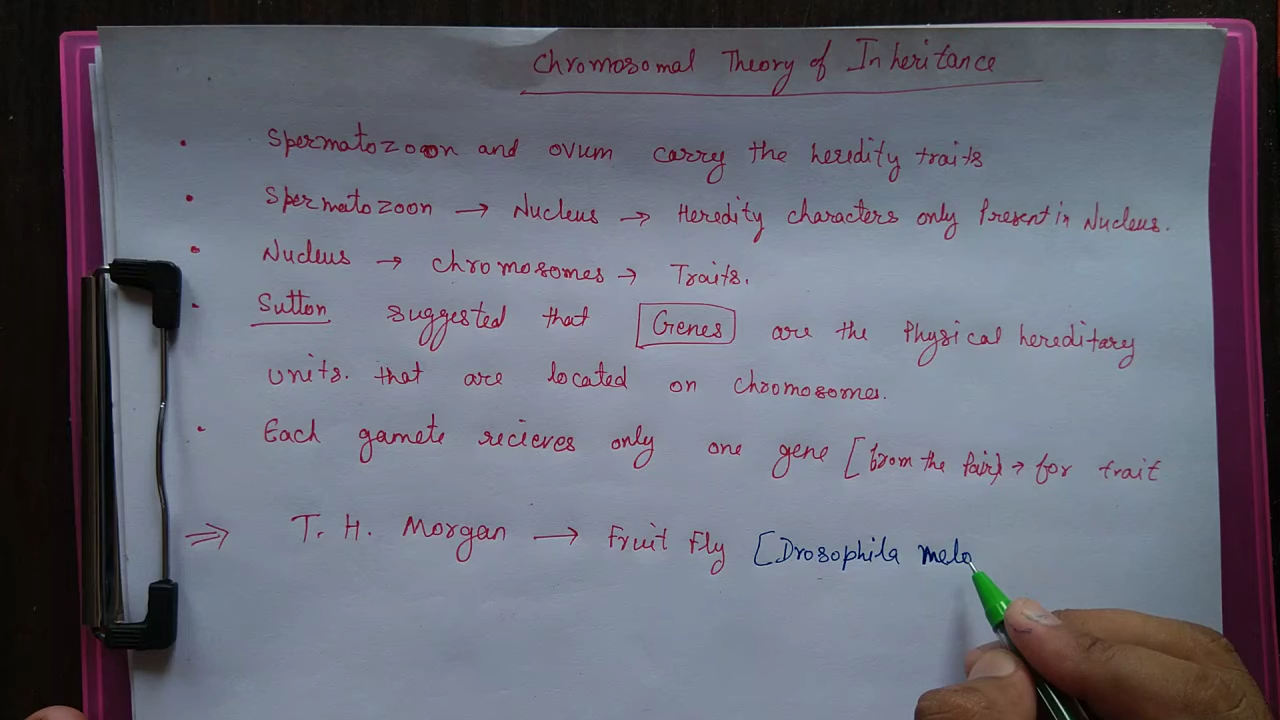 Chromosomal Theory of Inheritance
• Spermatozoon and ovum carry the heredity traits
• Spermatozoon → Nucleus → Heredity characters only Present in Nucleus.
• Nucleus → chromosomes → Traits.
• Sutton suggested that Genes are the Physical hereditary
units. that are located on chromosomes.
• Each gamete recieves only one gene [from the pair) → for trait
⇒ T. H. Morgan → Fruit Fly [Drosophila melo